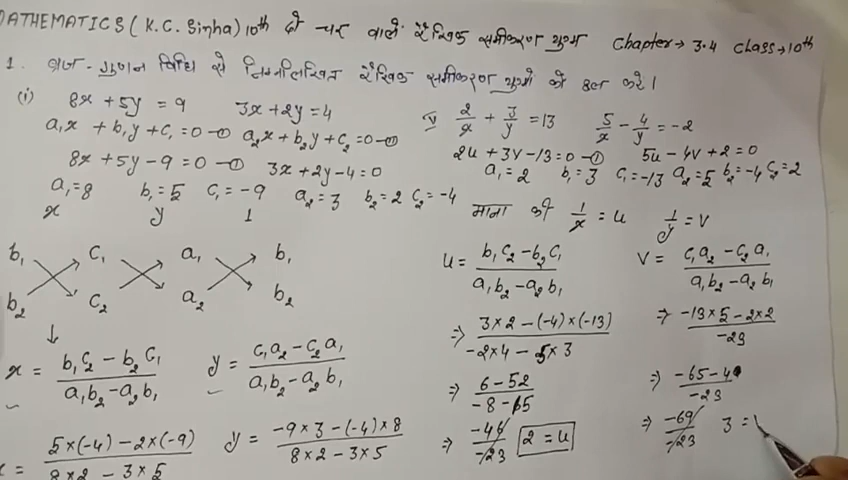 MATHEMATICS (K.C. Sinha) 10th दो चर वाले रैखिक समीकरण युग्म Chapter → 3.4 Class → 10th
1. व्रज-गुणन विधि से निम्नलिखित रैखिक समीकरण युग्मों को हल करें।
(i) 8x + 5y = 9 3x + 2y = 4
a₁x + b₁y + c₁ = 0 – ① a₂x + b₂y + c₂ = 0 – ⑪
8x + 5y - 9 = 0 – ① 3x + 2y - 4 = 0
a₁ = 8 b₁ = 5 c₁ = -9 a₂ = 3 b₂ = 2 c₂ = -4
x y 1
b₁ c₁ a₁ b₁
b₂ c₂ a₂ b₂
x = (b₁c₂ - b₂c₁)/(a₁b₂ - a₂b₁) y = (c₁a₂ - c₂a₁)/(a₁b₂ - a₂b₁)
x = (5×(-4) - 2×(-9))/(8×2 - 3×5) y = (-9×3 - (-4)×8)/(8×2 - 3×5)
V 2/x + 3/y = 13 5/x - 4/y = -2
2u + 3v - 13 = 0 – ① 5u - 4v + 2 = 0
a₁ = 2 b₁ = 3 c₁ = -13 a₂ = 5 b₂ = -4 c₂ = 2
माना की 1/x = u 1/y = v
u = (b₁c₂ - b₂c₁)/(a₁b₂ - a₂b₁) v = (c₁a₂ - c₂a₁)/(a₁b₂ - a₂b₁)
⇒ (3×2 - (-4)×(-13))/(-2×4 - 5×3) ⇒ (-13×5 - 2×2)/-23
⇒ (6 - 52)/(-8 - 15) ⇒ (-65 - 4)/-23
⇒ -46/-23 2 = u ⇒ -69/-23 3 =